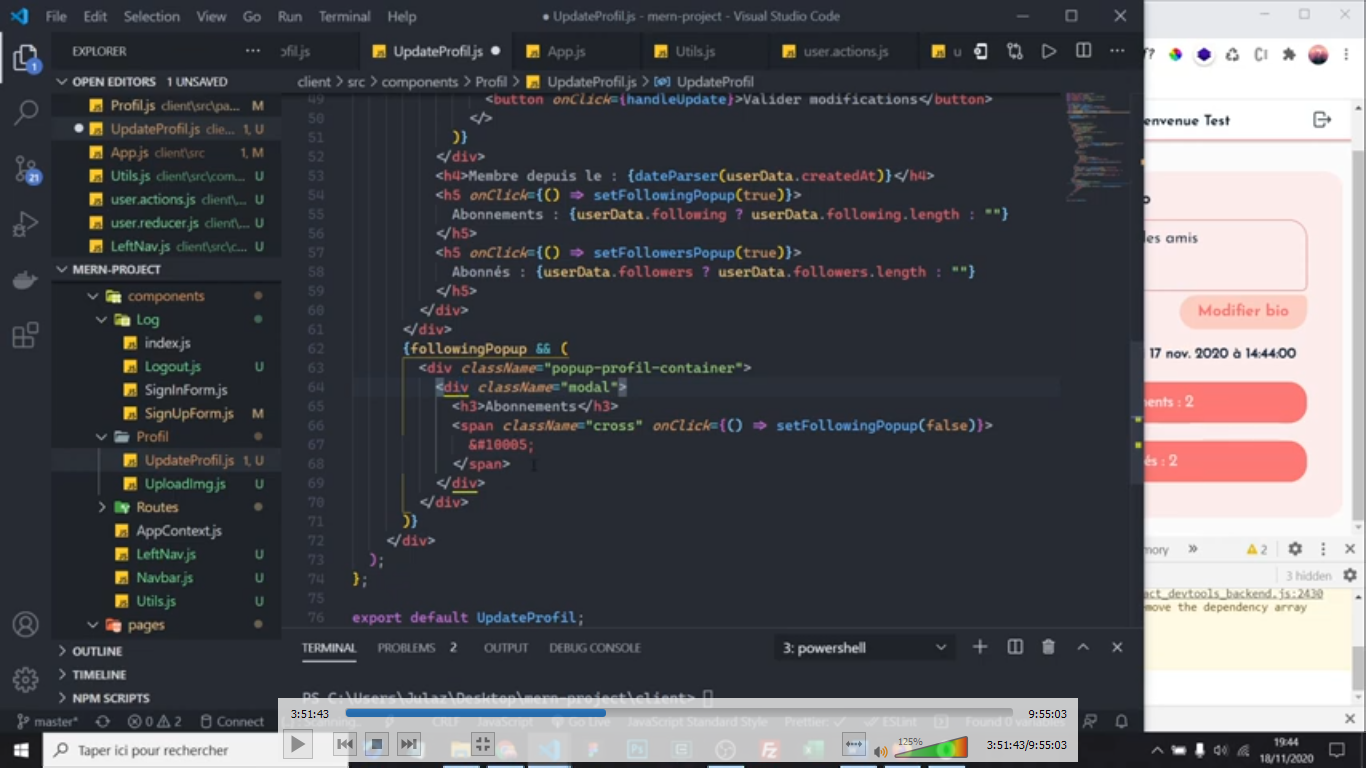 File Edit Selection View Go Run Terminal Help
● UpdateProfil.js - mern-project - Visual Studio Code
EXPLORER
ofil.js UpdateProfil.js ● App.js Utils.js user.actions.js u
OPEN EDITORS 1 UNSAVED
client > src > components > Profil > UpdateProfil.js > UpdateProfil
Profil.js client\src\pa... M
UpdateProfil.js clie... 1, U
App.js client\src 1, M
Utils.js client\src\com... U
user.actions.js client\... U
user.reducer.js client\... U
LeftNav.js client\src\c... U
MERN-PROJECT
components
Log
index.js
Logout.js U
SignInForm.js
SignUpForm.js M
Profil
UpdateProfil.js 1, U
UploadImg.js U
Routes
AppContext.js
LeftNav.js U
Navbar.js U
Utils.js U
pages
OUTLINE
TIMELINE
NPM SCRIPTS
49 <button onClick={handleUpdate}>Valider modifications</button>
50 </>
51 )}
52 </div>
53 <h4>Membre depuis le : {dateParser(userData.createdAt)}</h4>
54 <h5 onClick={() => setFollowingPopup(true)}>
55 Abonnements : {userData.following ? userData.following.length : ""}
56 </h5>
57 <h5 onClick={() => setFollowersPopup(true)}>
58 Abonnés : {userData.followers ? userData.followers.length : ""}
59 </h5>
60 </div>
61 </div>
62 {followingPopup && (
63 <div className="popup-profil-container">
64 <div className="modal">
65 <h3>Abonnements</h3>
66 <span className="cross" onClick={() => setFollowingPopup(false)}>
67 &#10005;
68 </span>
69 </div>
70 </div>
71 )}
72 </div>
73 );
74 };
75
76 export default UpdateProfil;
TERMINAL PROBLEMS 2 OUTPUT DEBUG CONSOLE 3: powershell
PS C:\Users\Julaz\Desktop\mern-project\client>
master* 0 2 Connect CRLF JavaScript Go Live JavaScript Standard Style Prettier: ESLint Found 0 variables
envenue Test
o
les amis
Modifier bio
17 nov. 2020 à 14:44:00
ents : 2
és : 2
mory » 2
3 hidden
act_devtools_backend.js:2430
move the dependency array
3:51:43 9:55:03
125% 3:51:43/9:55:03
Taper ici pour rechercher
19:44
18/11/2020